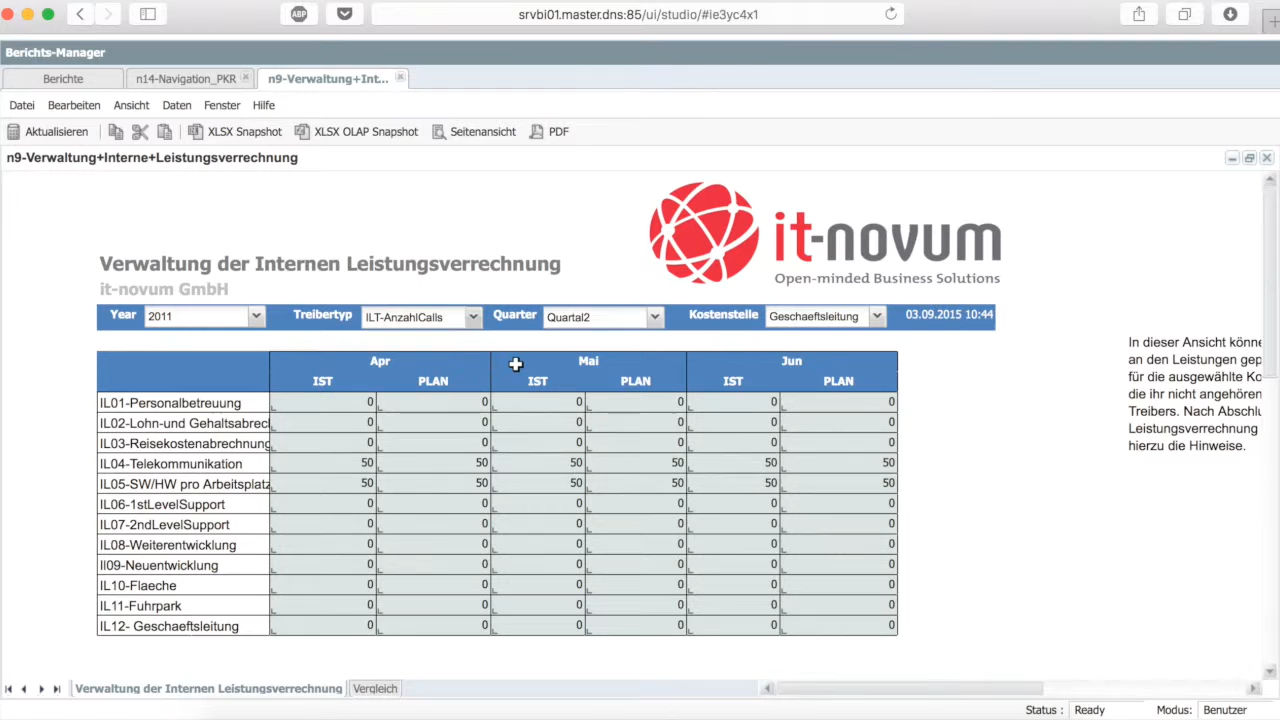 ABP
srvbi01.master.dns:85/ui/studio/#ie3yc4x1
Berichts-Manager
Berichte
n14-Navigation_PKR
n9-Verwaltung+Int...
Datei Bearbeiten Ansicht Daten Fenster Hilfe
Aktualisieren XLSX Snapshot XLSX OLAP Snapshot Seitenansicht PDF
n9-Verwaltung+Interne+Leistungsverrechnung
it-novum
Open-minded Business Solutions
Verwaltung der Internen Leistungsverrechnung
it-novum GmbH
Year 2011 Treibertyp ILT-AnzahlCalls Quarter Quartal2 Kostenstelle Geschaeftsleitung 03.09.2015 10:44
Apr Mai Jun
IST PLAN IST PLAN IST PLAN
IL01-Personalbetreuung 0 0 0 0 0 0
IL02-Lohn-und Gehaltsabrech 0 0 0 0 0 0
IL03-Reisekostenabrechnung 0 0 0 0 0 0
IL04-Telekommunikation 50 50 50 50 50 50
IL05-SW/HW pro Arbeitsplatz 50 50 50 50 50 50
IL06-1stLevelSupport 0 0 0 0 0 0
IL07-2ndLevelSupport 0 0 0 0 0 0
IL08-Weiterentwicklung 0 0 0 0 0 0
Il09-Neuentwicklung 0 0 0 0 0 0
IL10-Flaeche 0 0 0 0 0 0
IL11-Fuhrpark 0 0 0 0 0 0
IL12- Geschaeftsleitung 0 0 0 0 0 0
In dieser Ansicht könne
an den Leistungen gep
für die ausgewählte Ko
die ihr nicht angehören
Treibers. Nach Abschlu
Leistungsverrechnung
hierzu die Hinweise.
Verwaltung der Internen Leistungsverrechnung Vergleich
Status : Ready Modus: Benutzer